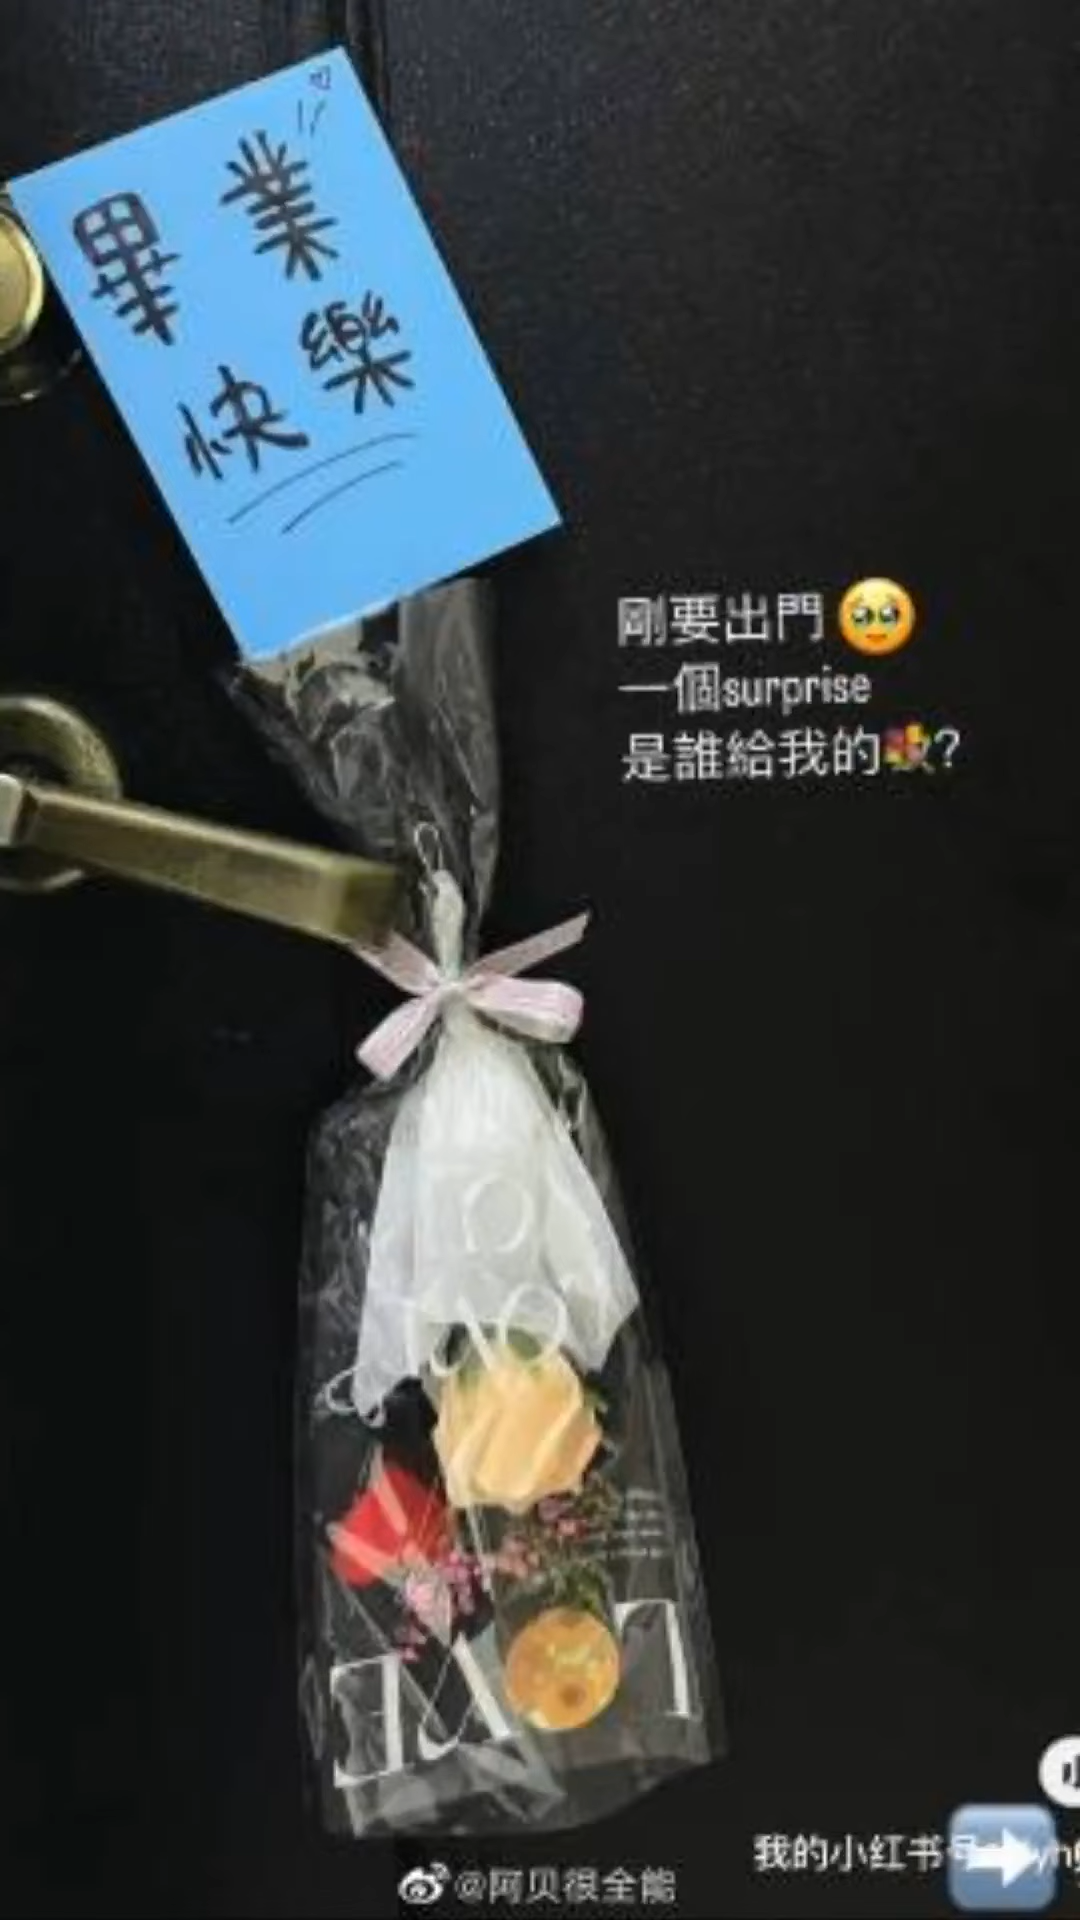 畢業
快樂
剛要出門🥹
一個surprise
是誰給我的💐?
我的小红书号
@阿贝很全能